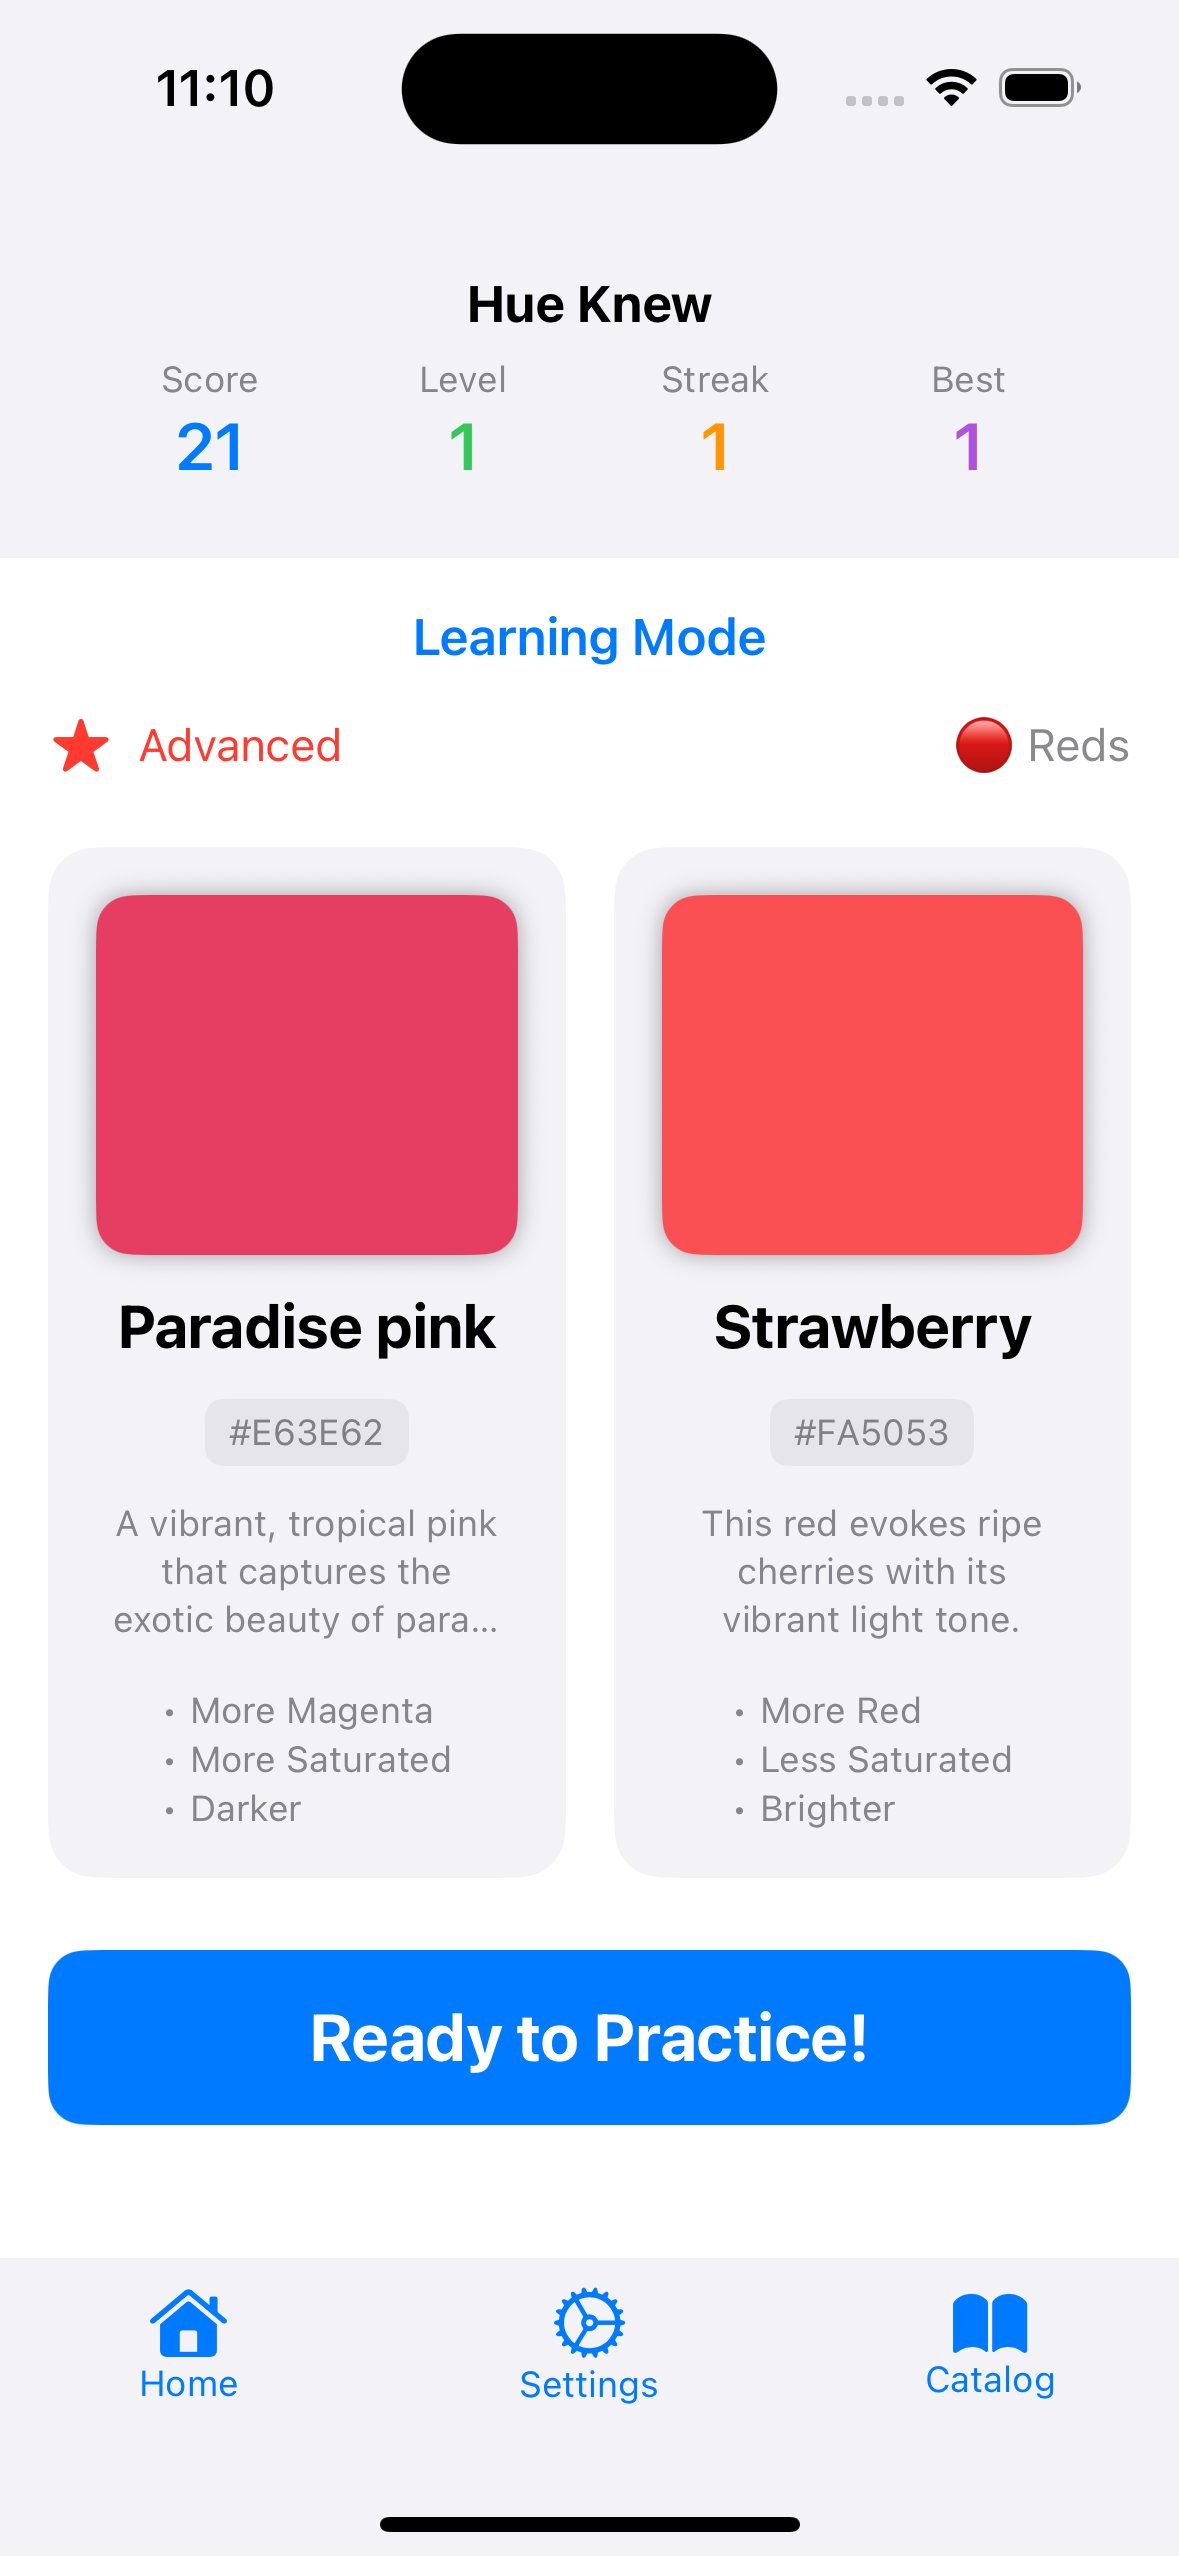 11:10
Hue Knew
Score Level Streak Best
21 1 1 1
Learning Mode
Advanced
Reds
Paradise pink
#E63E62
A vibrant, tropical pink
that captures the
exotic beauty of para...
• More Magenta
• More Saturated
• Darker
Strawberry
#FA5053
This red evokes ripe
cherries with its
vibrant light tone.
• More Red
• Less Saturated
• Brighter
Ready to Practice!
Home
Settings
Catalog